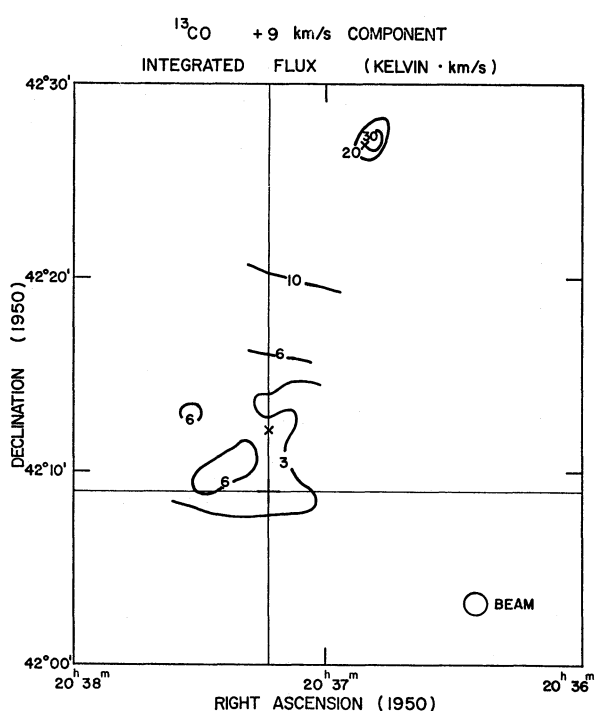 ¹³CO +9 km/s COMPONENT
INTEGRATED FLUX (KELVIN · km/s)
42°30'
30
20
42°20'
10
6
6
42°10'
3
6
BEAM
42°00'
20ʰ 38ᵐ 20ʰ 37ᵐ 20ʰ 36ᵐ
RIGHT ASCENSION (1950)
DECLINATION (1950)